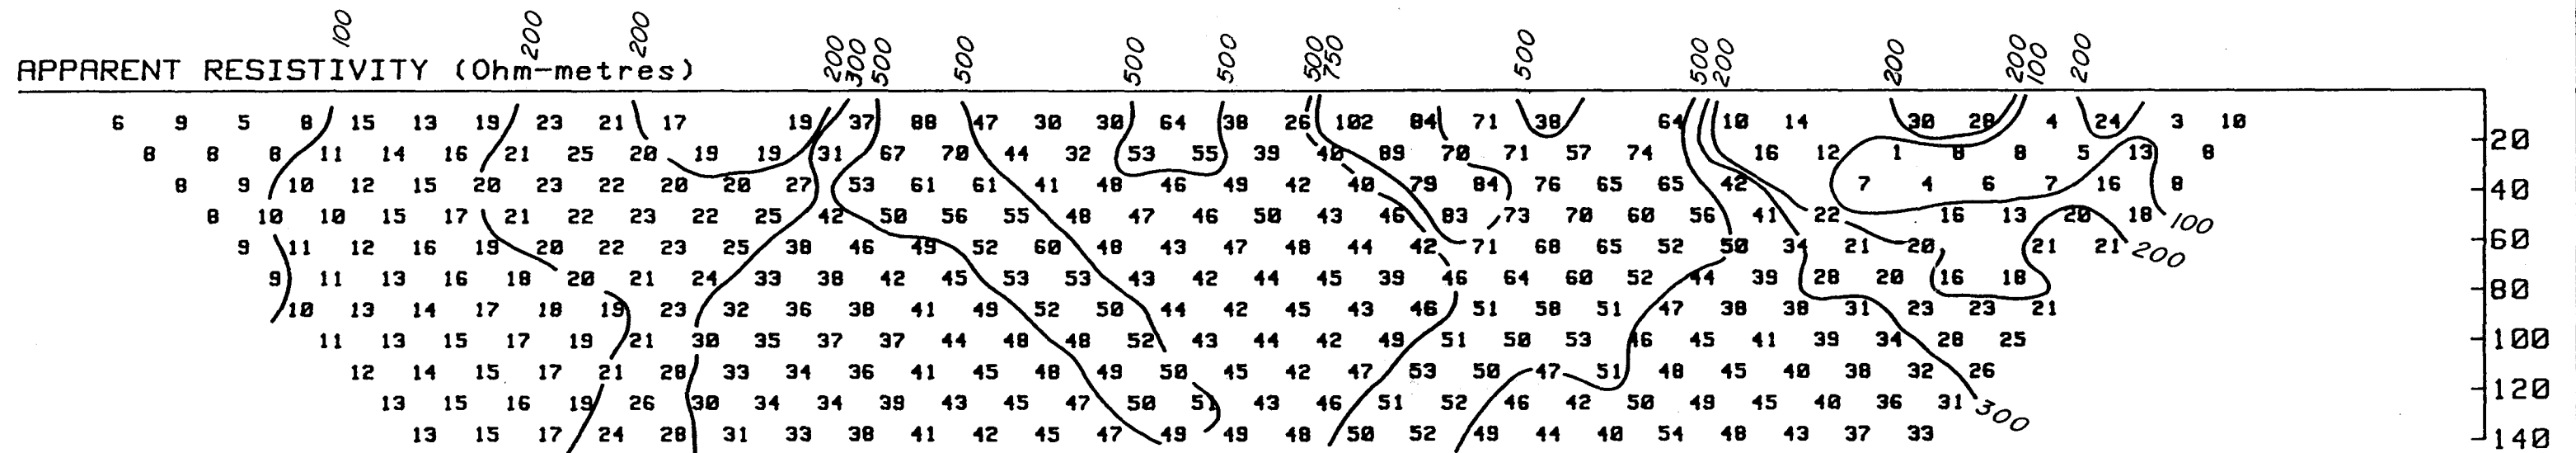 100 200 200 200 300 500 500 500 500 500 750 500 500 200 200 200 100 200
APPARENT RESISTIVITY (Ohm-metres)
6 9 5 8 15 13 19 23 21 17 19 37 88 47 30 30 64 38 26 102 84 71 38 64 10 14 30 28 4 24 3 10
20
8 8 8 11 14 16 21 25 20 19 19 31 67 70 44 32 53 55 39 40 89 70 71 57 74 16 12 1 8 8 5 13 8
8 9 10 12 15 20 23 22 20 20 27 53 61 61 41 48 46 49 42 40 79 84 76 65 65 42 7 4 6 7 16 8
40
8 10 10 15 17 21 22 23 22 25 42 50 56 55 48 47 46 50 43 46 83 73 70 60 56 41 22 16 13 20 18 100
9 11 12 16 19 20 22 23 25 38 46 49 52 60 48 43 47 48 44 42 71 68 65 52 50 34 21 20 21 21 200
60
9 11 13 16 18 20 21 24 33 38 42 45 53 53 43 42 44 45 39 46 64 60 52 44 39 28 20 16 18
80
10 13 14 17 18 19 23 32 36 38 41 49 52 50 44 42 45 43 46 51 58 51 47 38 38 31 23 23 21
11 13 15 17 19 21 30 35 37 37 44 48 48 52 43 44 42 49 51 50 53 46 45 41 39 34 28 25
100
12 14 15 17 21 28 33 34 36 41 45 48 49 50 45 42 47 53 50 47 51 48 45 40 38 32 26
120
13 15 16 19 26 30 34 34 39 43 45 47 50 51 43 46 51 52 46 42 50 49 45 40 36 31 300
13 15 17 24 28 31 33 38 41 42 45 47 49 49 48 50 52 49 44 40 54 48 43 37 33
140